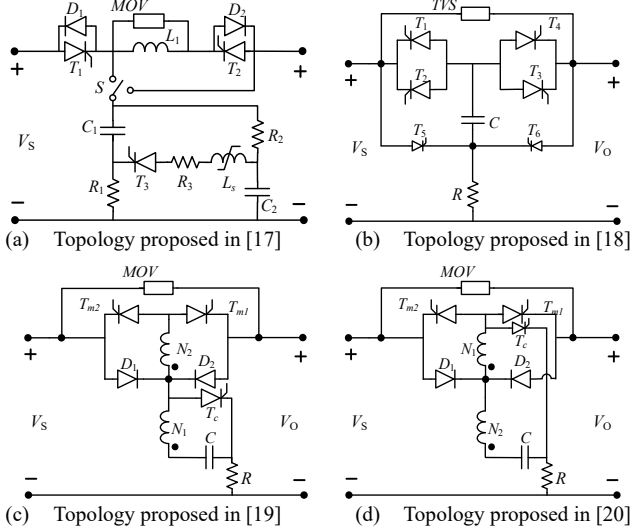 D1 MOV D2
L1
+ T1 T2 +
S
VS C1 R2
T3 R3 Ls
R1 C2
− −
(a) Topology proposed in [17]
TVS
T1 T4
+ T2 T3 +
C
T5 T6
VS VO
R
− −
(b) Topology proposed in [18]
MOV
Tm2 Tm1
+ N2 +
D1 D2
Tc
VS N1 VO
C
R
− −
(c) Topology proposed in [19]
MOV
Tm2 Tm1
Tc
+ N1 +
D1 D2
VS N2 VO
C
R
− −
(d) Topology proposed in [20]